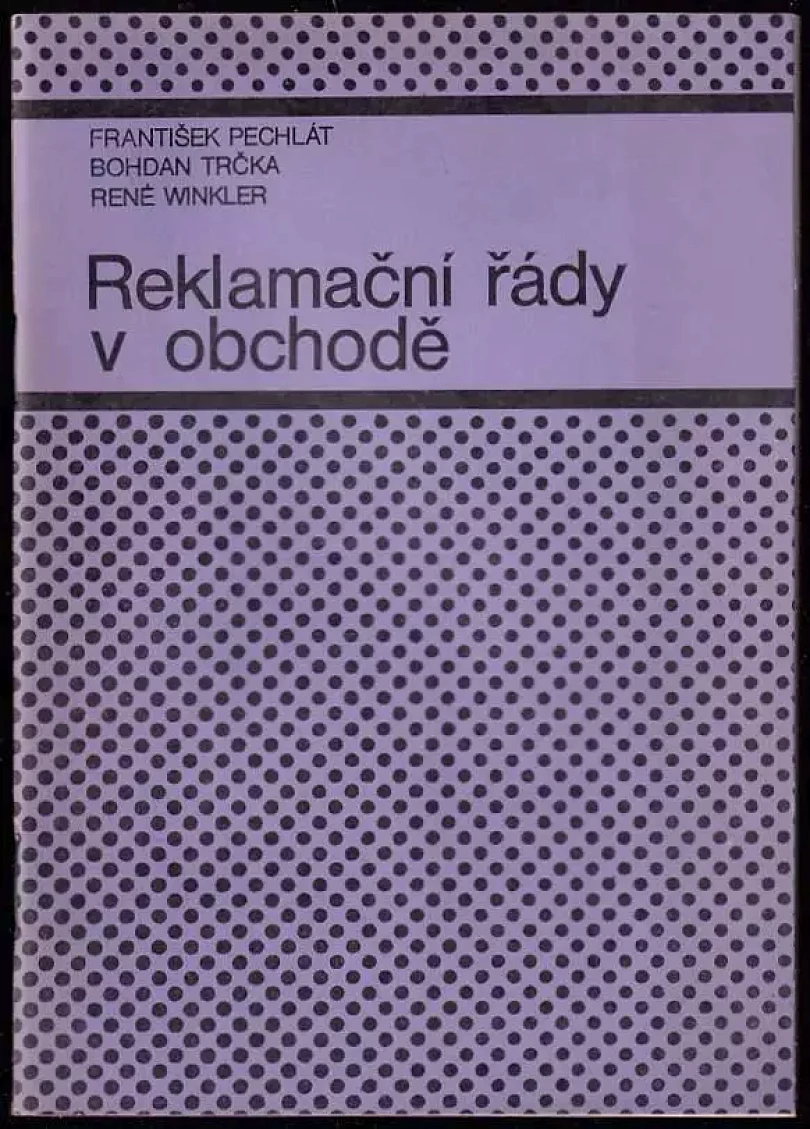 FRANTIŠEK PECHLÁT
BOHDAN TRČKA
RENÉ WINKLER
Reklamační řády
v obchodě